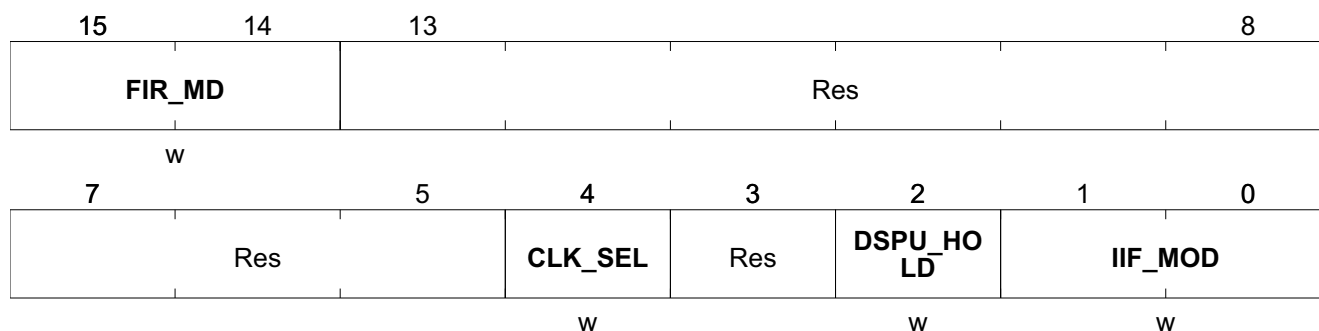 15 14 13 8
FIR_MD Res
w
7 5 4 3 2 1 0
Res CLK_SEL Res DSPU_HO
LD IIF_MOD
w w w